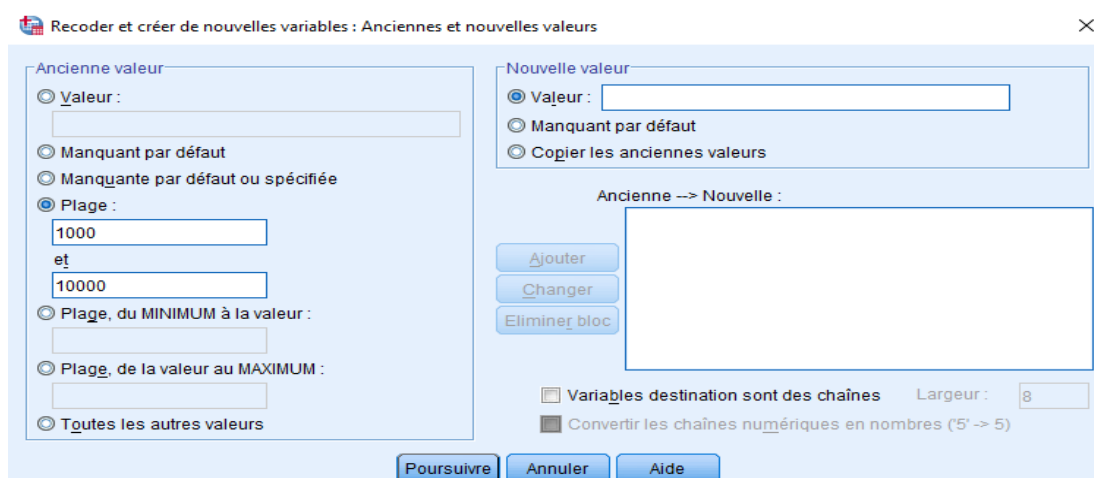 Recoder et créer de nouvelles variables : Anciennes et nouvelles valeurs
Ancienne valeur
Valeur :
Manquant par défaut
Manquante par défaut ou spécifiée
Plage :
1000
et
10000
Plage, du MINIMUM à la valeur :
Plage, de la valeur au MAXIMUM :
Toutes les autres valeurs
Nouvelle valeur
Valeur :
Manquant par défaut
Copier les anciennes valeurs
Ancienne --> Nouvelle :
Ajouter
Changer
Eliminer bloc
Variables destination sont des chaînes Largeur : 8
Convertir les chaînes numériques en nombres ('5' -> 5)
Poursuivre Annuler Aide